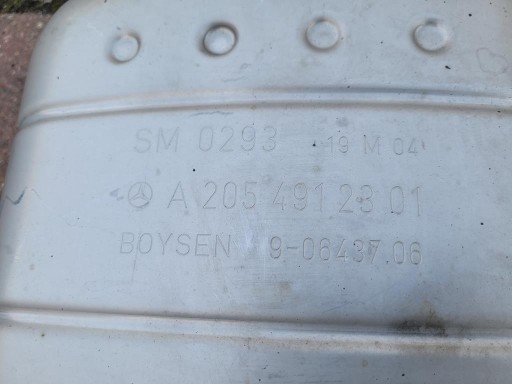 SM 0293 19 M 04
A 205 491 23 01
BOYSEN 9-06437.06